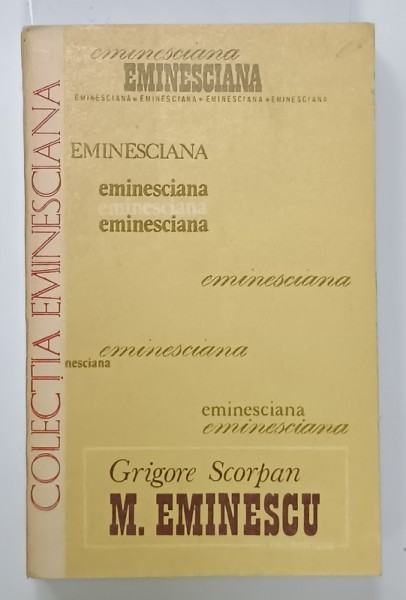 COLECȚIA EMINESCIANA
eminesciana
EMINESCIANA
EMINESCIANA • EMINESCIANA • EMINESCIANA • EMINESCIANA
EMINESCIANA
eminesciana
eminesciana
eminesciana
eminesciana
eminesciana
nesciana
eminesciana
eminesciana
Grigore Scorpan
M. EMINESCU